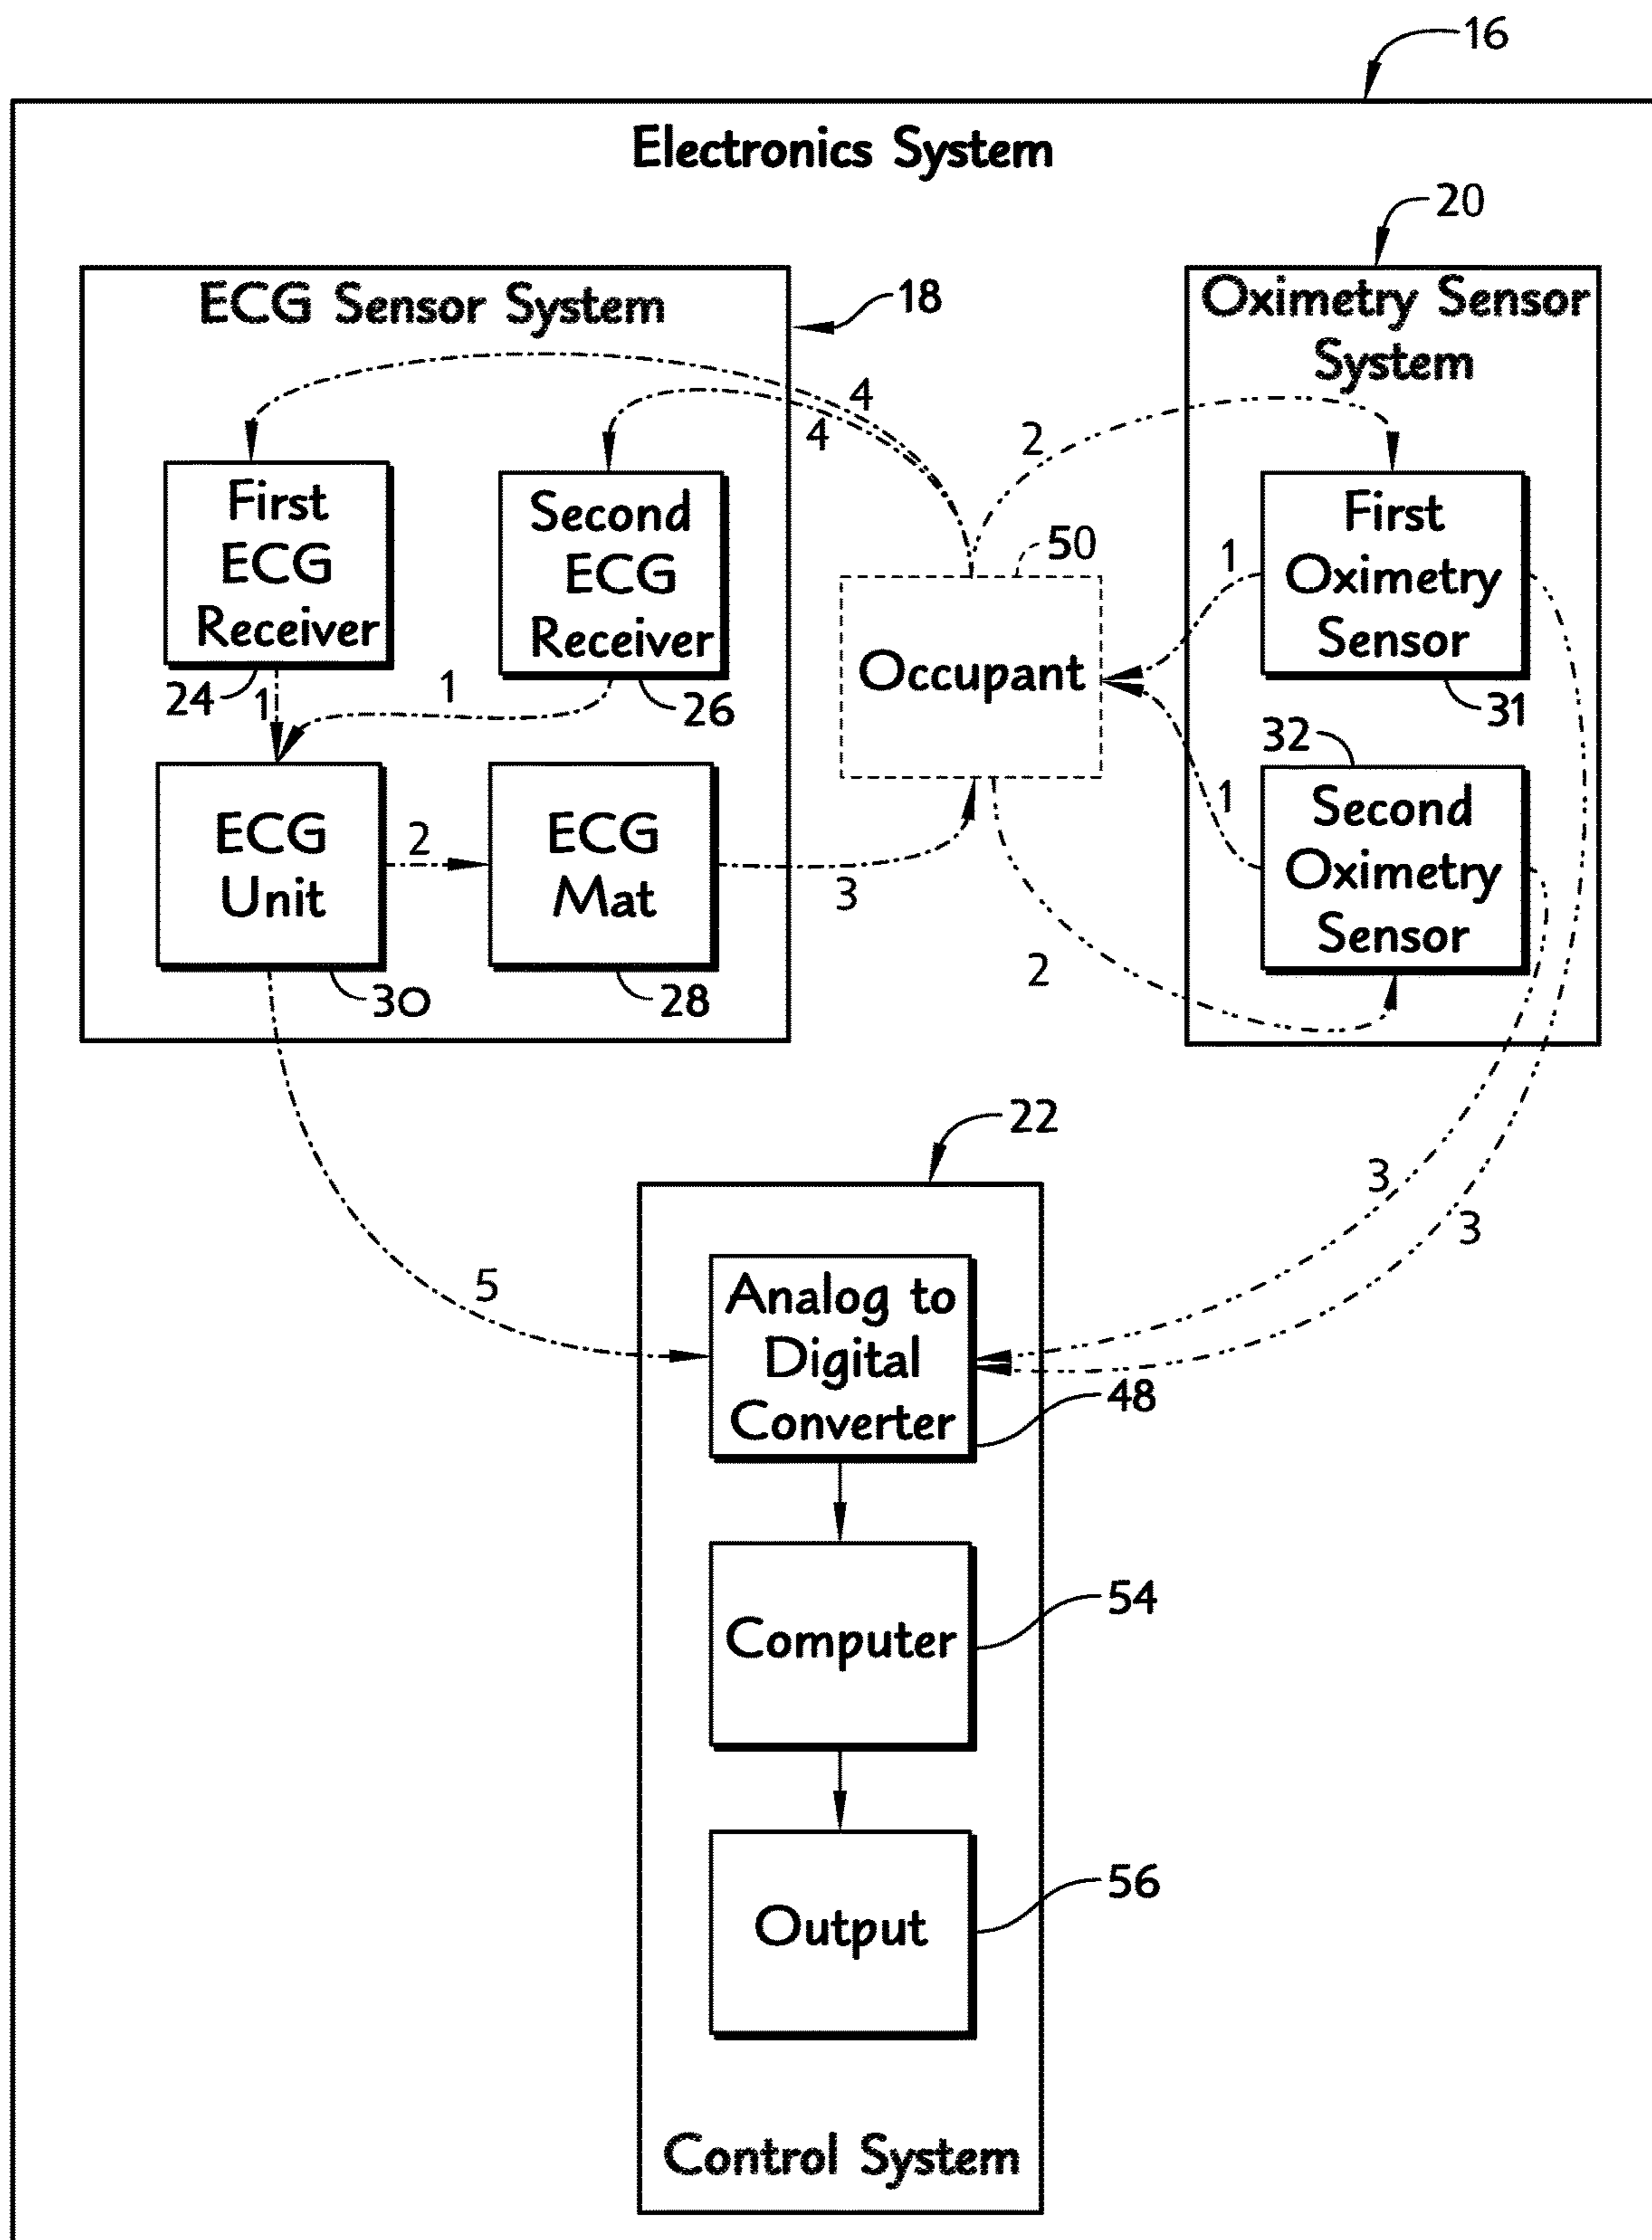 16
Electronics System
20
ECG Sensor System
18
Oxímetry Sensor
System
4
4
2
First
ECG
Receiver
Second
ECG
Receiver
50
1
First
Oximetry
Sensor
Occupant
24
1
1
26
31
32
ECG
Unit
2
ECG
Mat
3
1
Second
Oximetry
Sensor
30
28
2
22
3
3
5
Analog to
Digital
Converter
48
Computer
54
Output
56
Control System